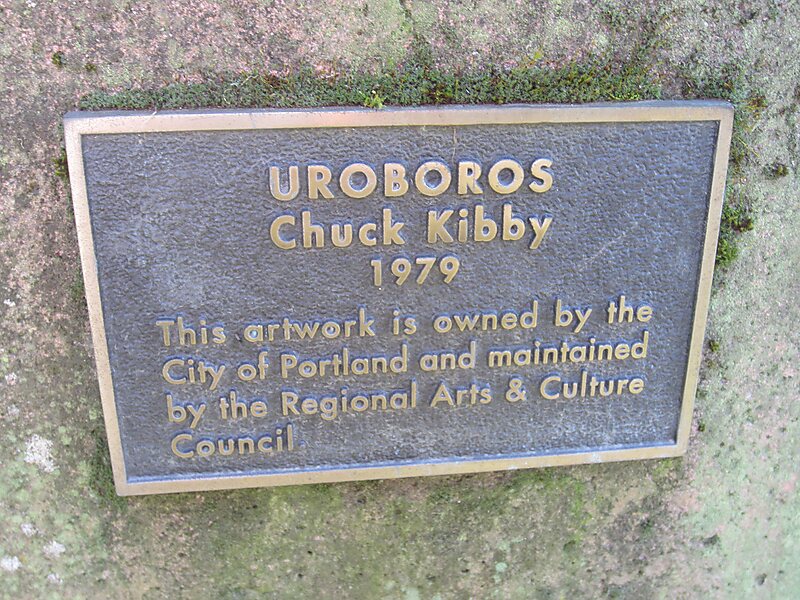 UROBOROS
Chuck Kibby
1979
This artwork is owned by the
City of Portland and maintained
by the Regional Arts & Culture
Council